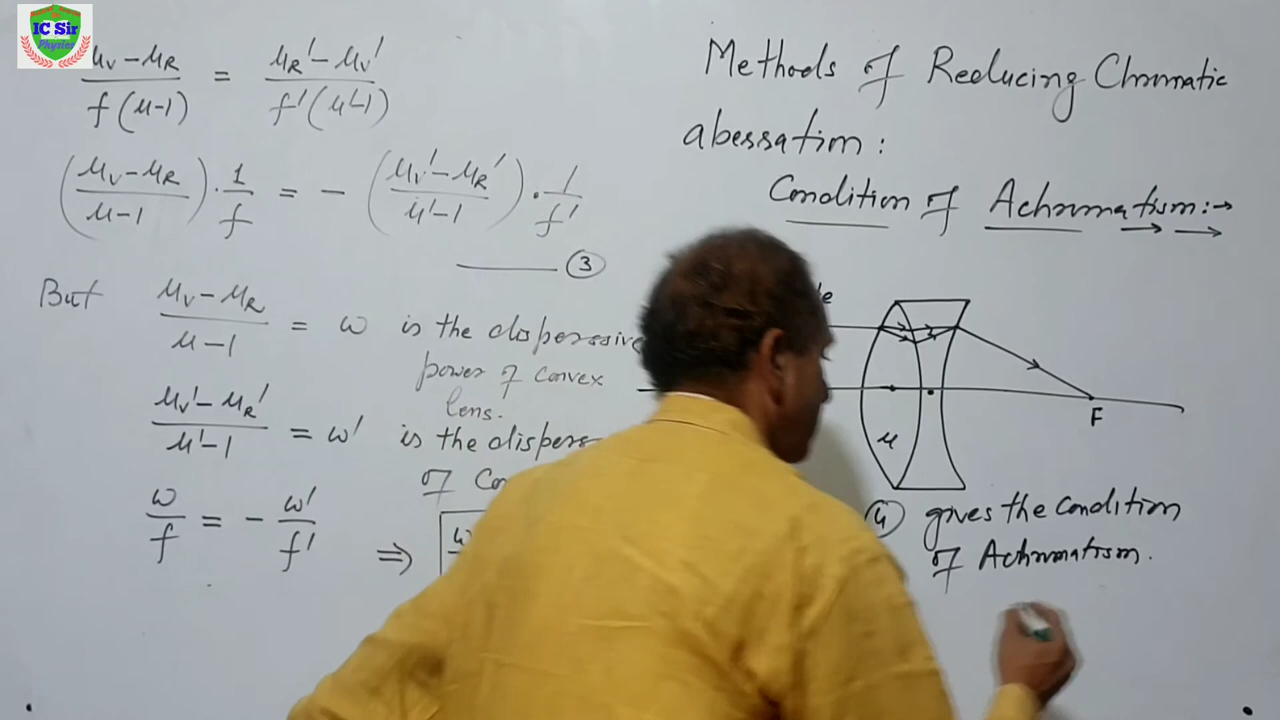 IC Sir
Physics
μv - μR / f(μ-1) = μR' - μv' / f'(μ'-1)
(μv - μR / μ-1) · 1/f = - (μv' - μR' / μ'-1) · 1/f'
③
But μv - μR / μ-1 = ω is the dispersive
power of convex
lens.
μv' - μR' / μ'-1 = ω' is the
of
ω/f = - ω'/f' ⇒
Methods of Reducing Chromatic
aberration:
Condition of Achromatism:→
μ
F
④ gives the condition
of Achromatism.